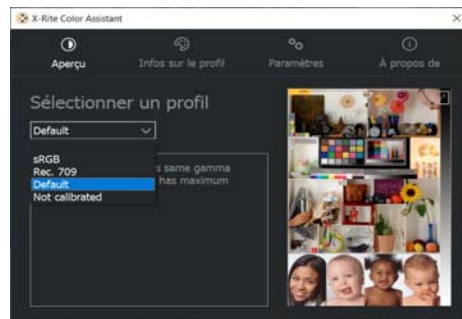 X-Rite Color Assistant
Aperçu
Infos sur le profil
Paramètres
À propos de
Sélectionner un profil
Default
sRGB
Rec. 709
Default
Not calibrated
s same gamma
has maximum